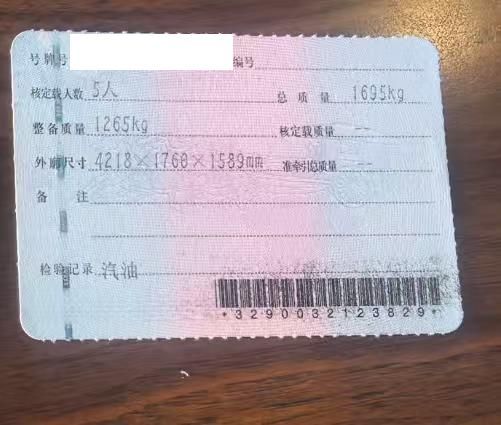 号牌号 编号
核定载人数 5人 总质量 1695kg
整备质量 1265kg 核定载质量 --
外廓尺寸 4218×1760×1589mm 准牵引总质量 --
备注
检验记录 汽油
*3290032123829*